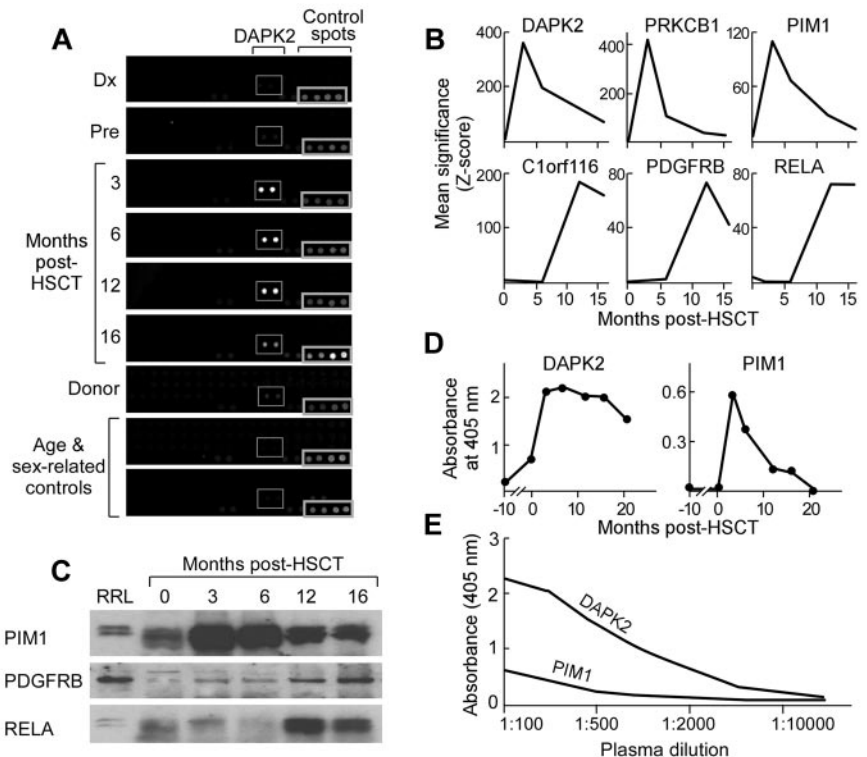 A
DAPK2
Control
spots
Dx
Pre
Months
post-
HSCT
3
6
12
16
Donor
Age &
sex-related
controls
B
Mean significance
(Z-score)
DAPK2
PRKCB1
PIM1
400
200
400
200
120
60
C1orf116
PDGFRB
RELA
200
100
80
40
80
40
0 5 10 15
0 5 10 15
0 5 10 15
Months post-HSCT
C
Months post-HSCT
RRL 0 3 6 12 16
PIM1
PDGFRB
RELA
D
DAPK2
PIM1
Absorbance
at 405 nm
2
1
0.6
0.3
-10 0 10 20
-10 0 10 20
Months post-HSCT
E
Absorbance (405 nm)
3
2
1
0
DAPK2
PIM1
1:100 1:500 1:2000 1:10000
Plasma dilution